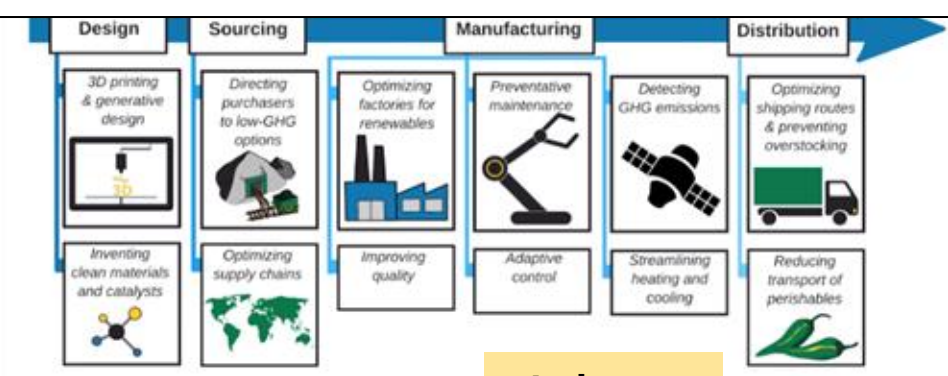 Design
Sourcing
Manufacturing
Distribution
3D printing
& generative
design
3D
Directing
purchasers
to low-GHG
options
Optimizing
factories for
renewables
Preventative
maintenance
Detecting
GHG emissions
Optimizing
shipping routes
& preventing
overstocking
Inventing
clean materials
and catalysts
Optimizing
supply chains
Improving
quality
Adaptive
control
Streamlining
heating and
cooling
Reducing
transport of
perishables